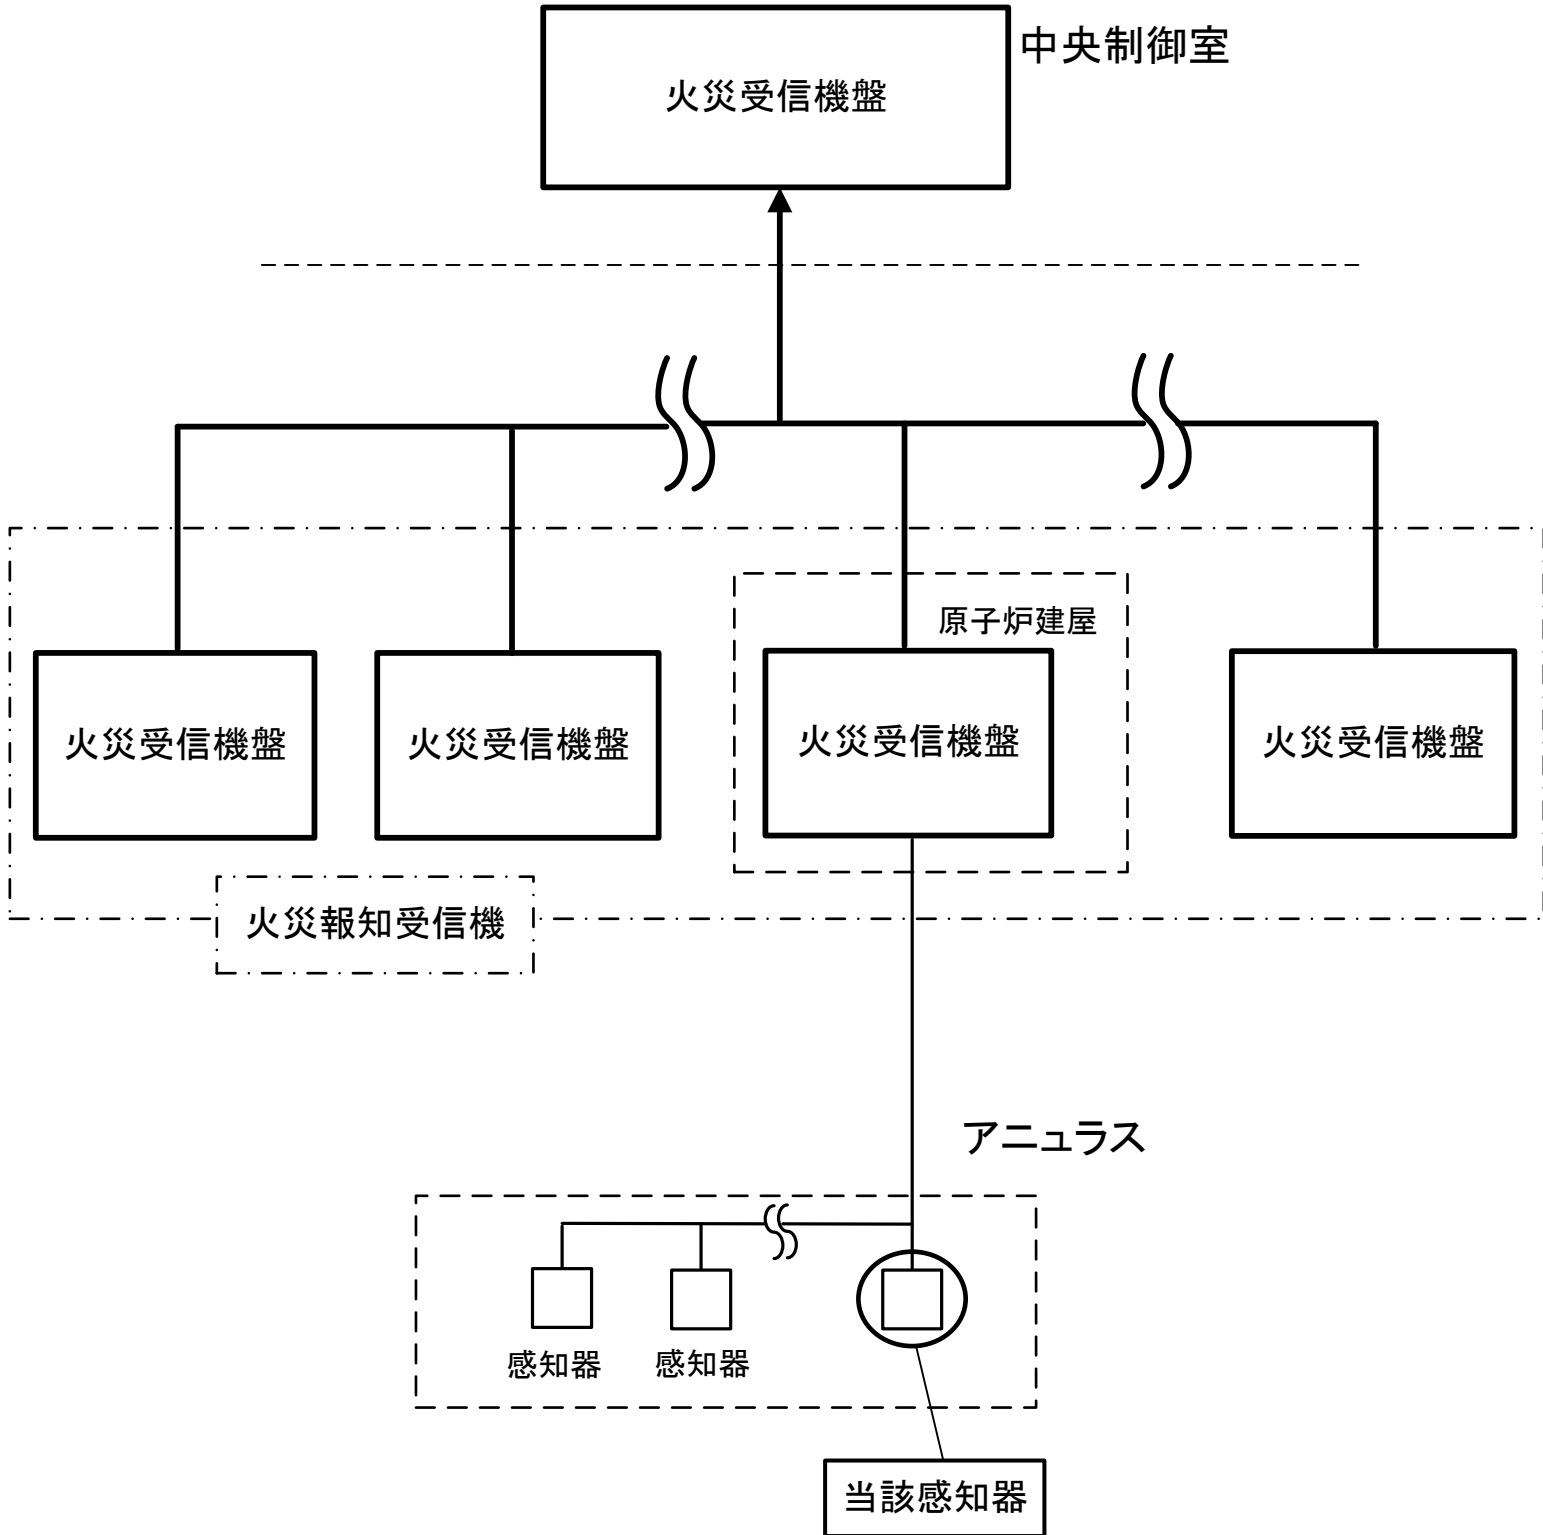 中央制御室
火災受信機盤
原子炉建屋
火災受信機盤
火災受信機盤
火災受信機盤
火災受信機盤
火災報知受信機
アニュラス
感知器
感知器
当該感知器